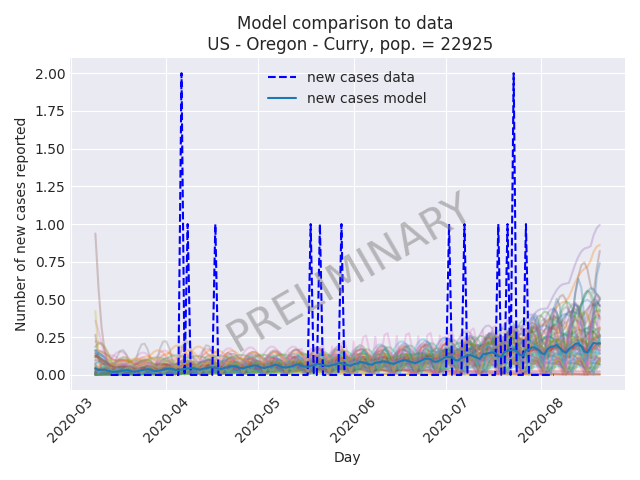 Model comparison to data
US - Oregon - Curry, pop. = 22925
new cases data
new cases model
2.00
1.75
1.50
1.25
1.00
0.75
0.50
0.25
0.00
Number of new cases reported
PRELIMINARY
2020-03
2020-04
2020-05
2020-06
2020-07
2020-08
Day